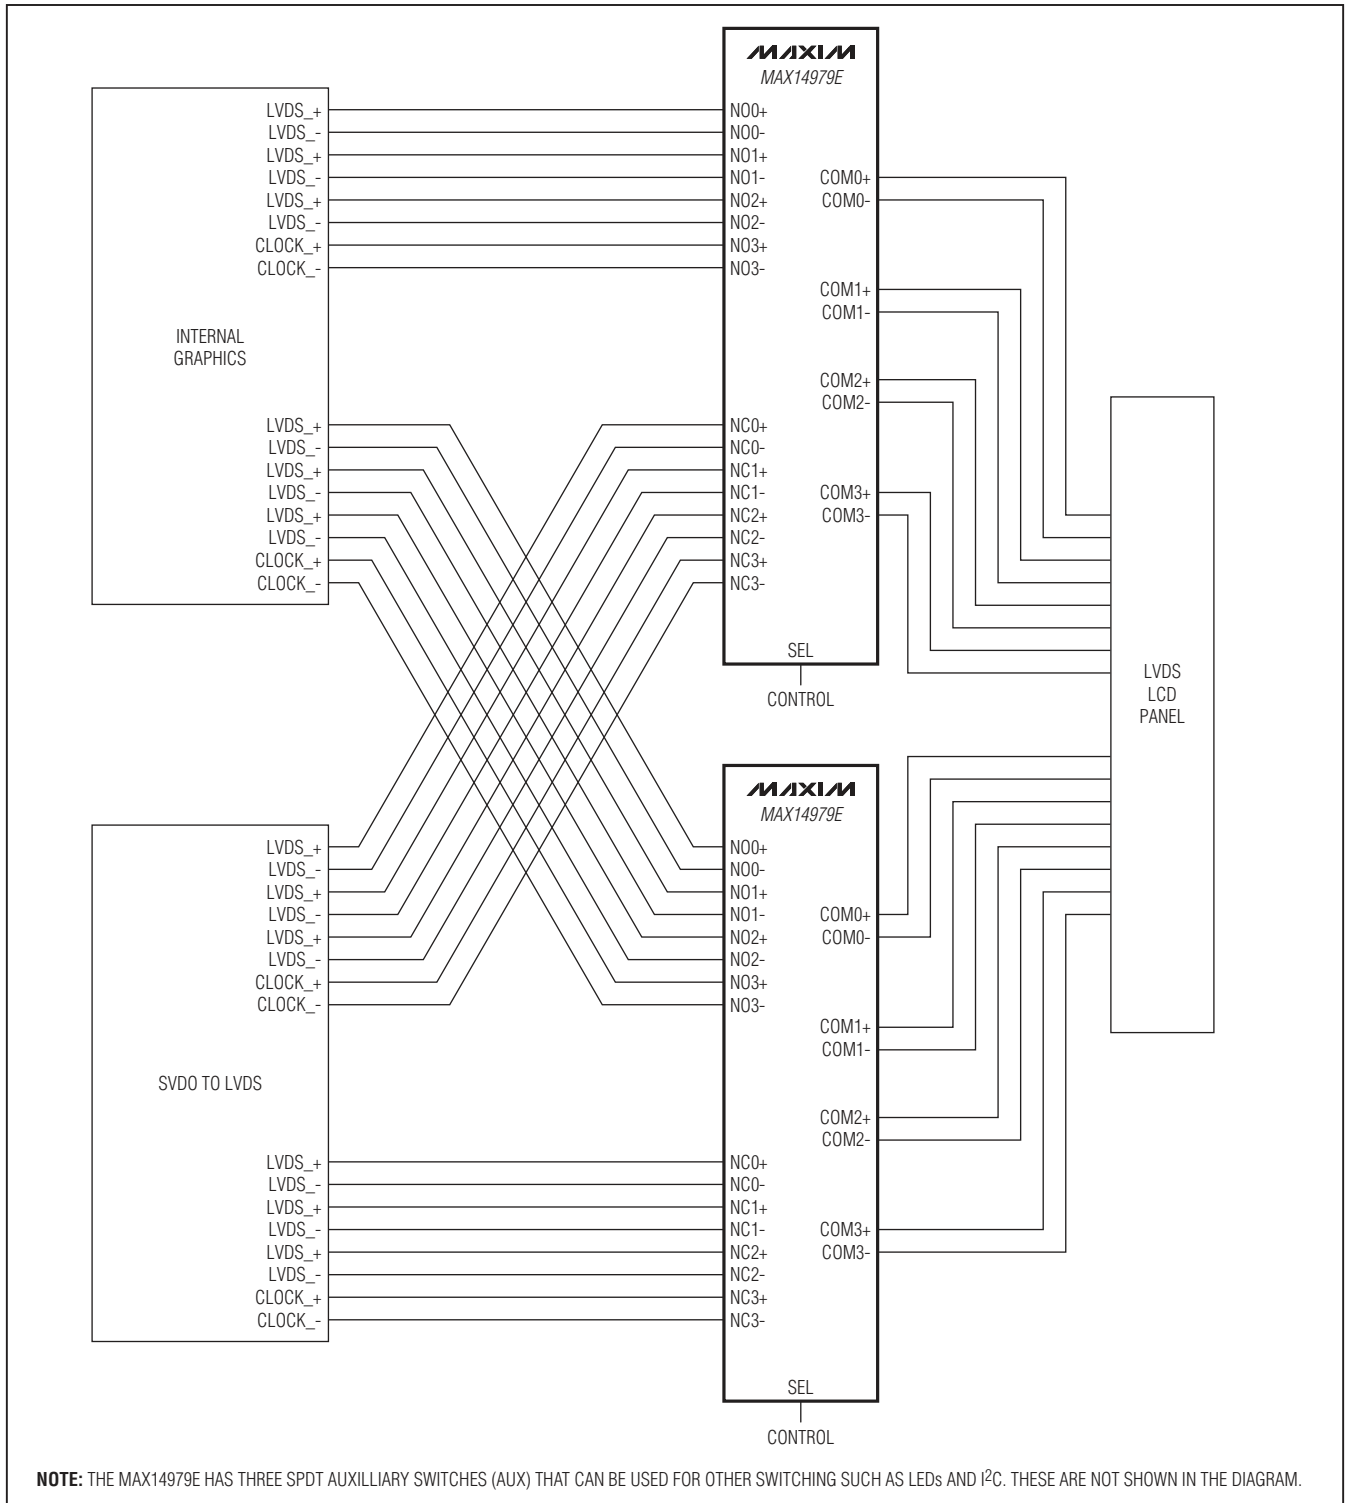 MAXIM
MAX14979E
LVDS_+
LVDS_-
LVDS_+
LVDS_-
LVDS_+
LVDS_-
CLOCK_+
CLOCK_-
NO0+
NO0-
NO1+
NO1-
NO2+
NO2-
NO3+
NO3-
COM0+
COM0-
COM1+
COM1-
COM2+
COM2-
COM3+
COM3-
INTERNAL
GRAPHICS
LVDS_+
LVDS_-
LVDS_+
LVDS_-
LVDS_+
LVDS_-
CLOCK_+
CLOCK_-
NC0+
NC0-
NC1+
NC1-
NC2+
NC2-
NC3+
NC3-
SEL
CONTROL
LVDS
LCD
PANEL
MAXIM
MAX14979E
LVDS_+
LVDS_-
LVDS_+
LVDS_-
LVDS_+
LVDS_-
CLOCK_+
CLOCK_-
NO0+
NO0-
NO1+
NO1-
NO2+
NO2-
NO3+
NO3-
COM0+
COM0-
COM1+
COM1-
COM2+
COM2-
COM3+
COM3-
SVDO TO LVDS
LVDS_+
LVDS_-
LVDS_+
LVDS_-
LVDS_+
LVDS_-
CLOCK_+
CLOCK_-
NC0+
NC0-
NC1+
NC1-
NC2+
NC2-
NC3+
NC3-
SEL
CONTROL
NOTE: THE MAX14979E HAS THREE SPDT AUXILLIARY SWITCHES (AUX) THAT CAN BE USED FOR OTHER SWITCHING SUCH AS LEDs AND I²C. THESE ARE NOT SHOWN IN THE DIAGRAM.